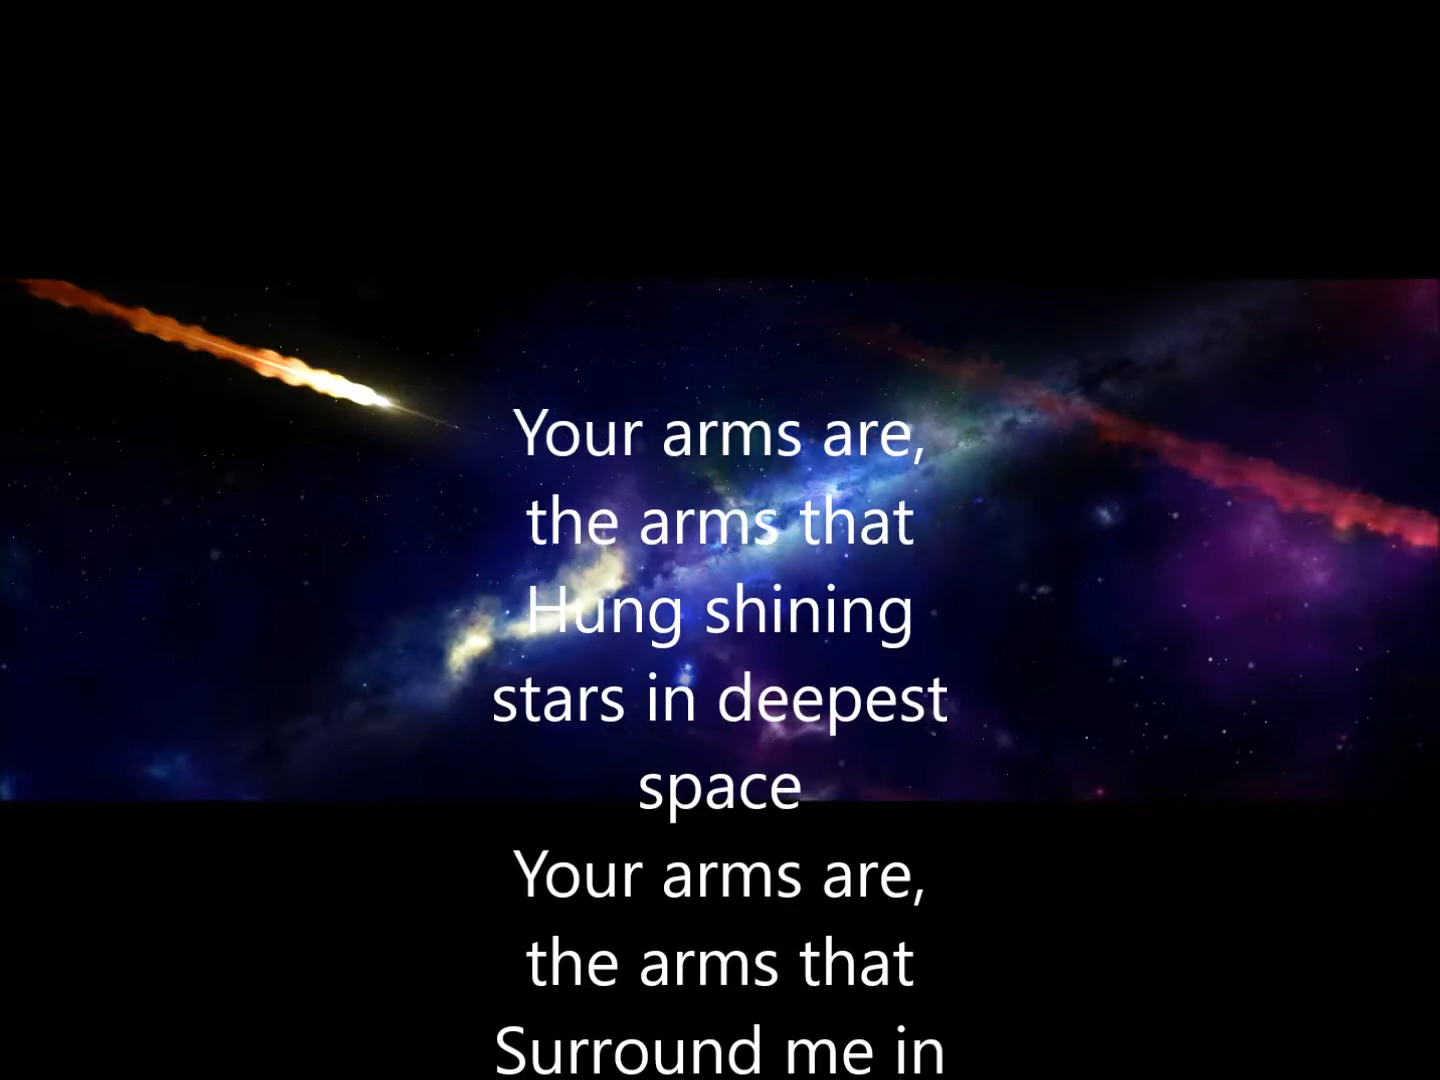 Your arms are,
the arms that
Hung shining
stars in deepest
space
Your arms are,
the arms that
Surround me in